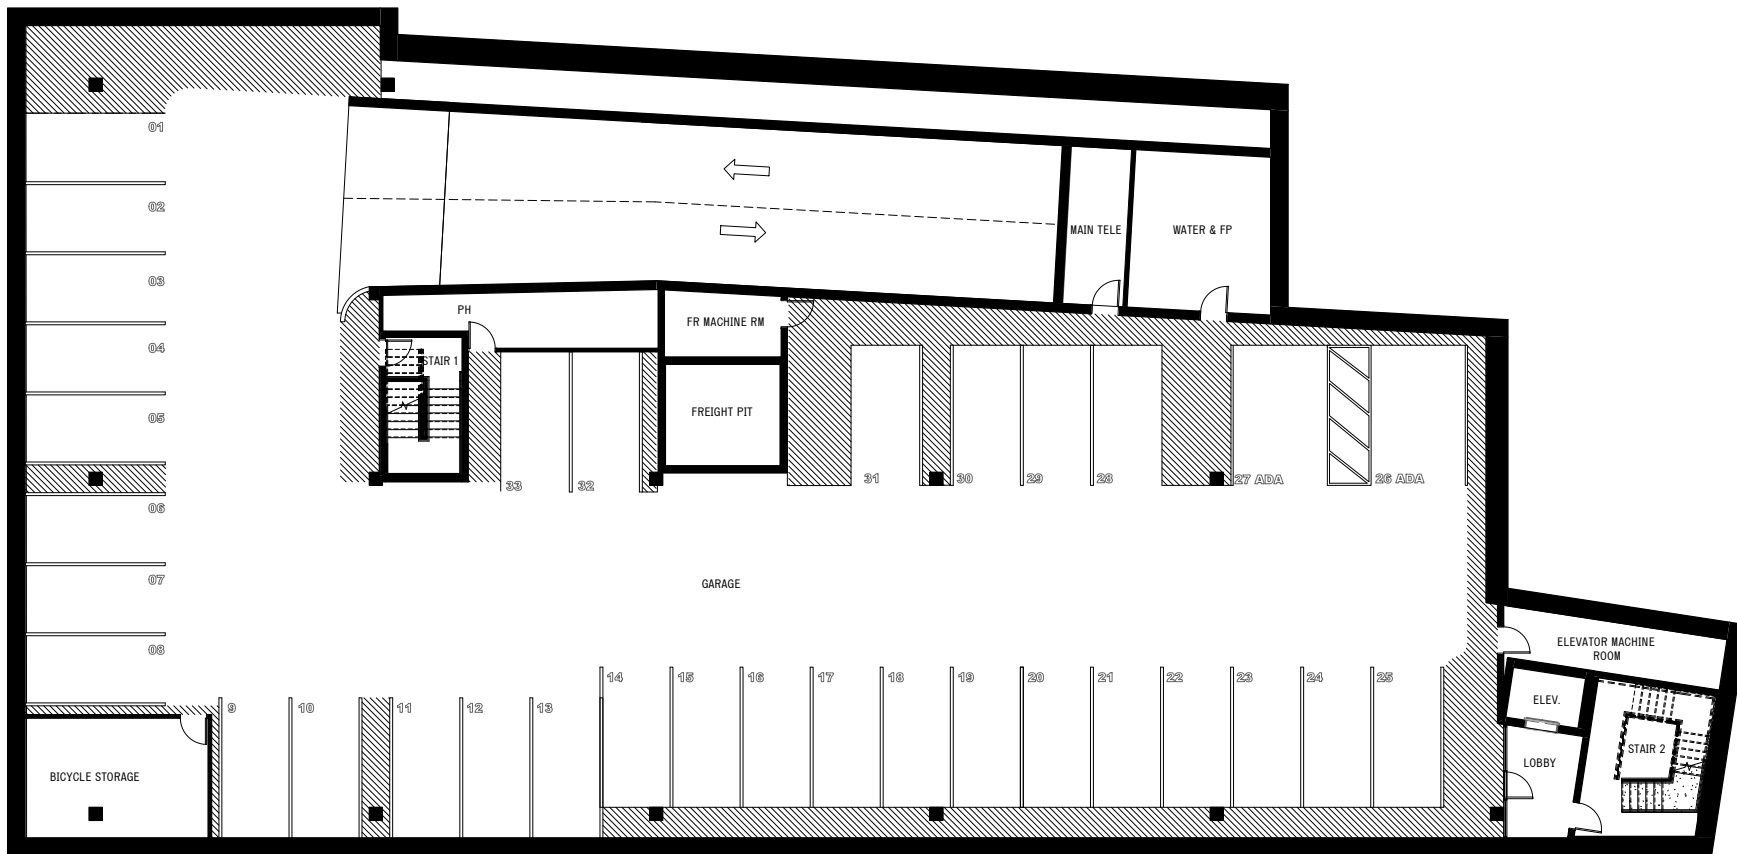 01
02
MAIN TELE
WATER & FP
03
PH
FR MACHINE RM
04
STAIR 1
05
FREIGHT PIT
33
32
31
30
29
28
27 ADA
26 ADA
06
07
GARAGE
08
ELEVATOR MACHINE
ROOM
14
15
16
17
18
19
20
21
22
23
24
25
9
10
11
12
13
ELEV.
STAIR 2
LOBBY
BICYCLE STORAGE